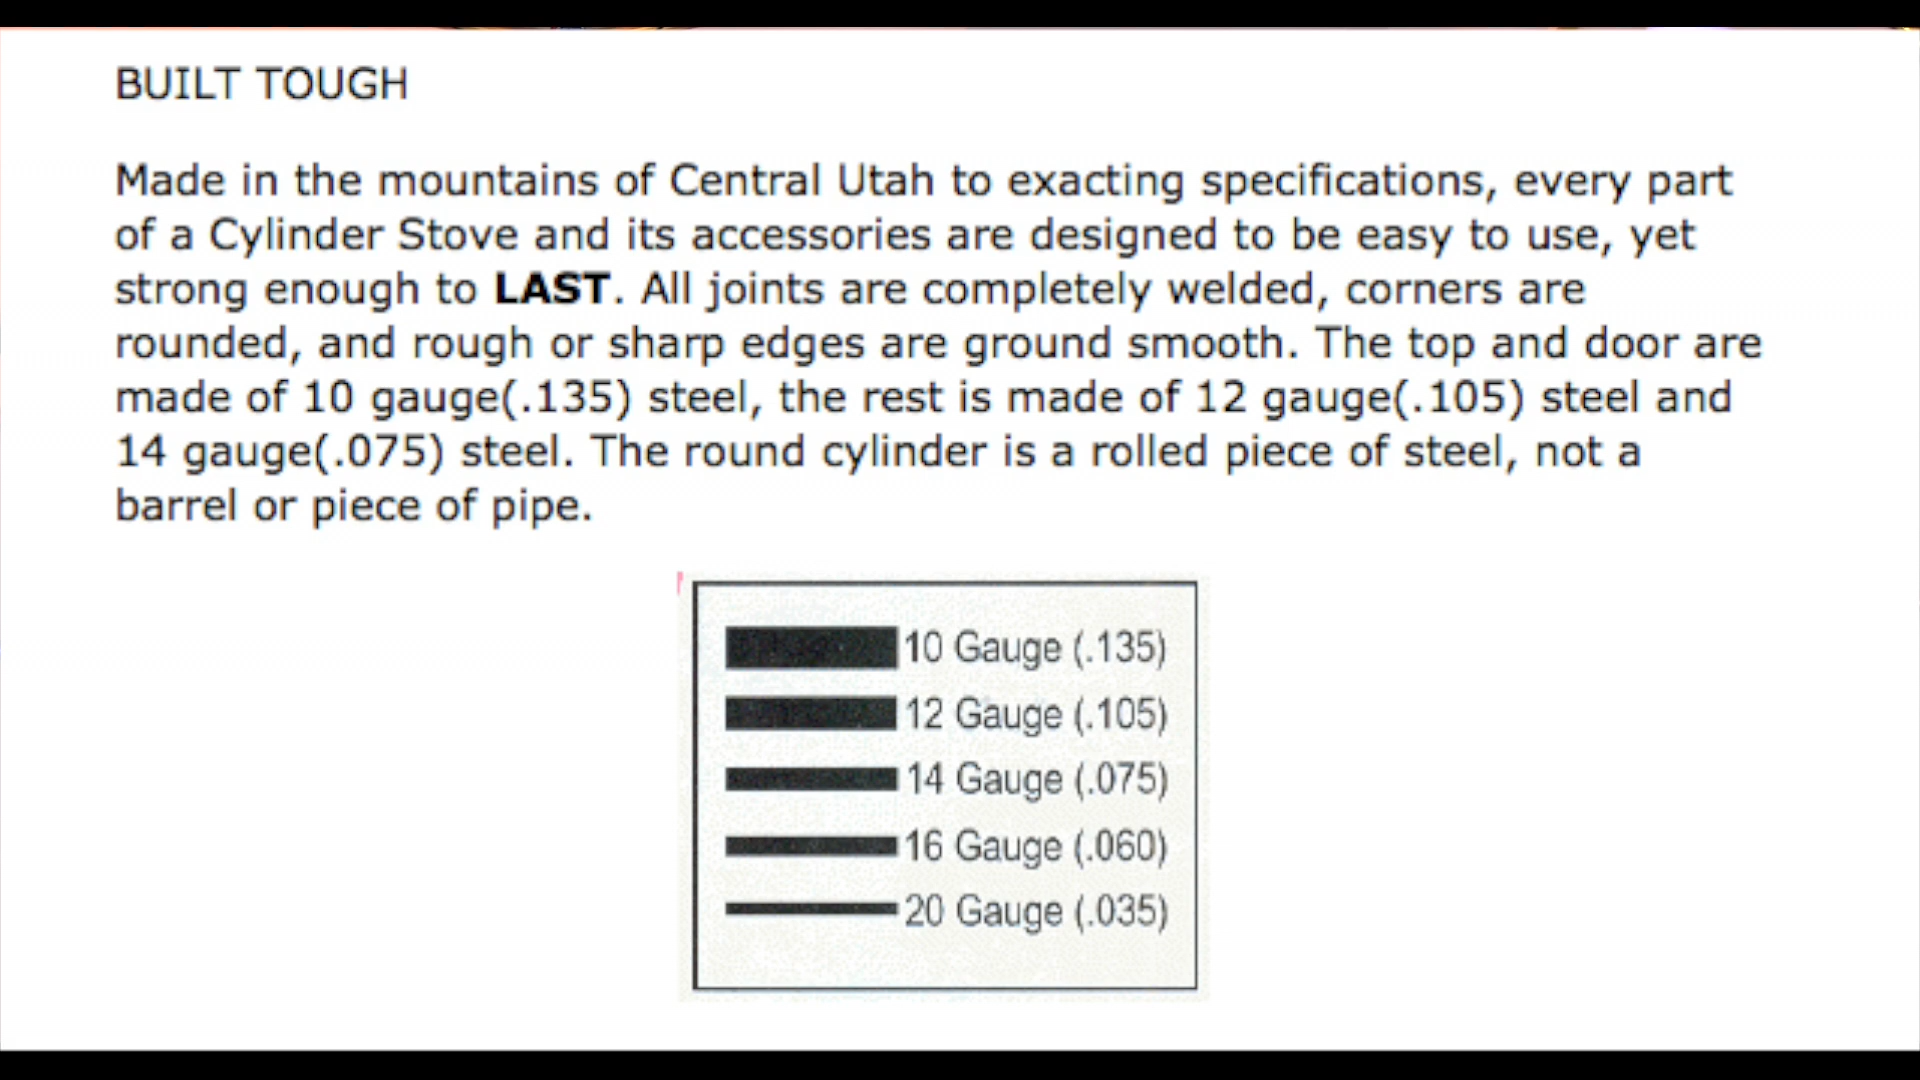 BUILT TOUGH
Made in the mountains of Central Utah to exacting specifications, every part
of a Cylinder Stove and its accessories are designed to be easy to use, yet
strong enough to LAST. All joints are completely welded, corners are
rounded, and rough or sharp edges are ground smooth. The top and door are
made of 10 gauge(.135) steel, the rest is made of 12 gauge(.105) steel and
14 gauge(.075) steel. The round cylinder is a rolled piece of steel, not a
barrel or piece of pipe.
10 Gauge (.135)
12 Gauge (.105)
14 Gauge (.075)
16 Gauge (.060)
20 Gauge (.035)